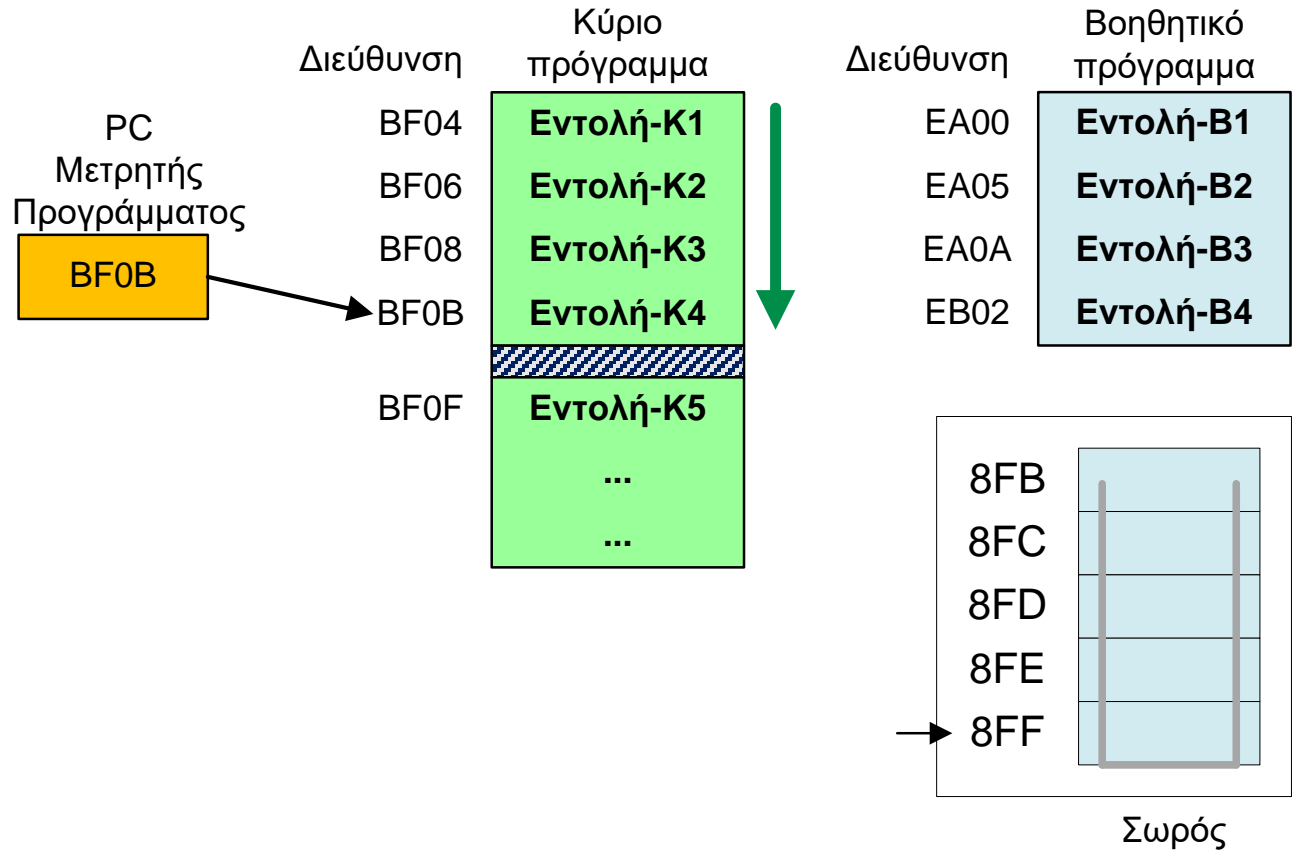 PC
Μετρητής
Προγράμματος
BF0B
Διεύθυνση
Κύριο
πρόγραμμα
BF04 Εντολή-Κ1
BF06 Εντολή-Κ2
BF08 Εντολή-Κ3
BF0B Εντολή-Κ4
BF0F Εντολή-Κ5
...
...
Διεύθυνση
Βοηθητικό
πρόγραμμα
EA00 Εντολή-Β1
EA05 Εντολή-Β2
EA0A Εντολή-Β3
EB02 Εντολή-Β4
8FB
8FC
8FD
8FE
8FF
Σωρός